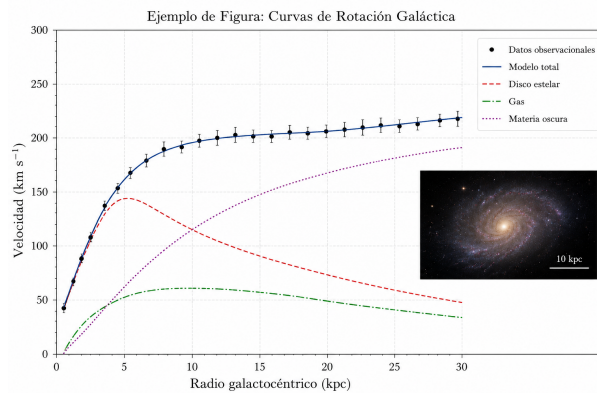 Ejemplo de Figura: Curvas de Rotación Galáctica
Velocidad (km s⁻¹)
300
250
200
150
100
50
0
0
5
10
15
20
25
30
Radio galactocéntrico (kpc)
Datos observacionales
Modelo total
Disco estelar
Gas
Materia oscura
10 kpc